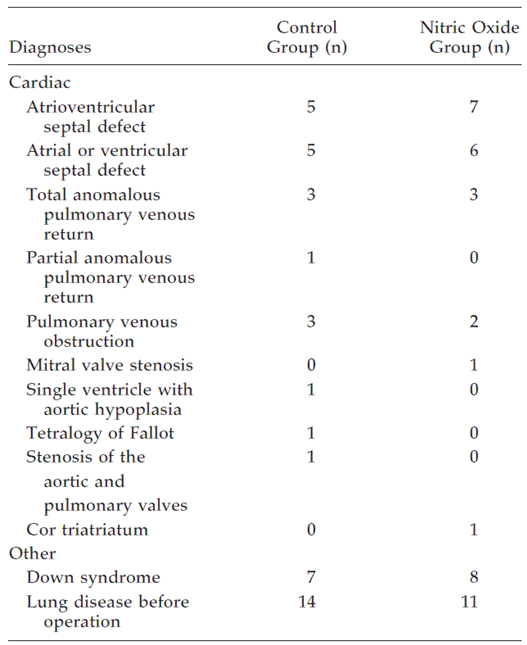 Diagnoses Control Group (n) Nitric Oxide Group (n)
Cardiac
Atrioventricular 5 7
septal defect
Atrial or ventricular 5 6
septal defect
Total anomalous 3 3
pulmonary venous
return
Partial anomalous 1 0
pulmonary venous
return
Pulmonary venous 3 2
obstruction
Mitral valve stenosis 0 1
Single ventricle with 1 0
aortic hypoplasia
Tetralogy of Fallot 1 0
Stenosis of the 1 0
aortic and
pulmonary valves
Cor triatriatum 0 1
Other
Down syndrome 7 8
Lung disease before 14 11
operation